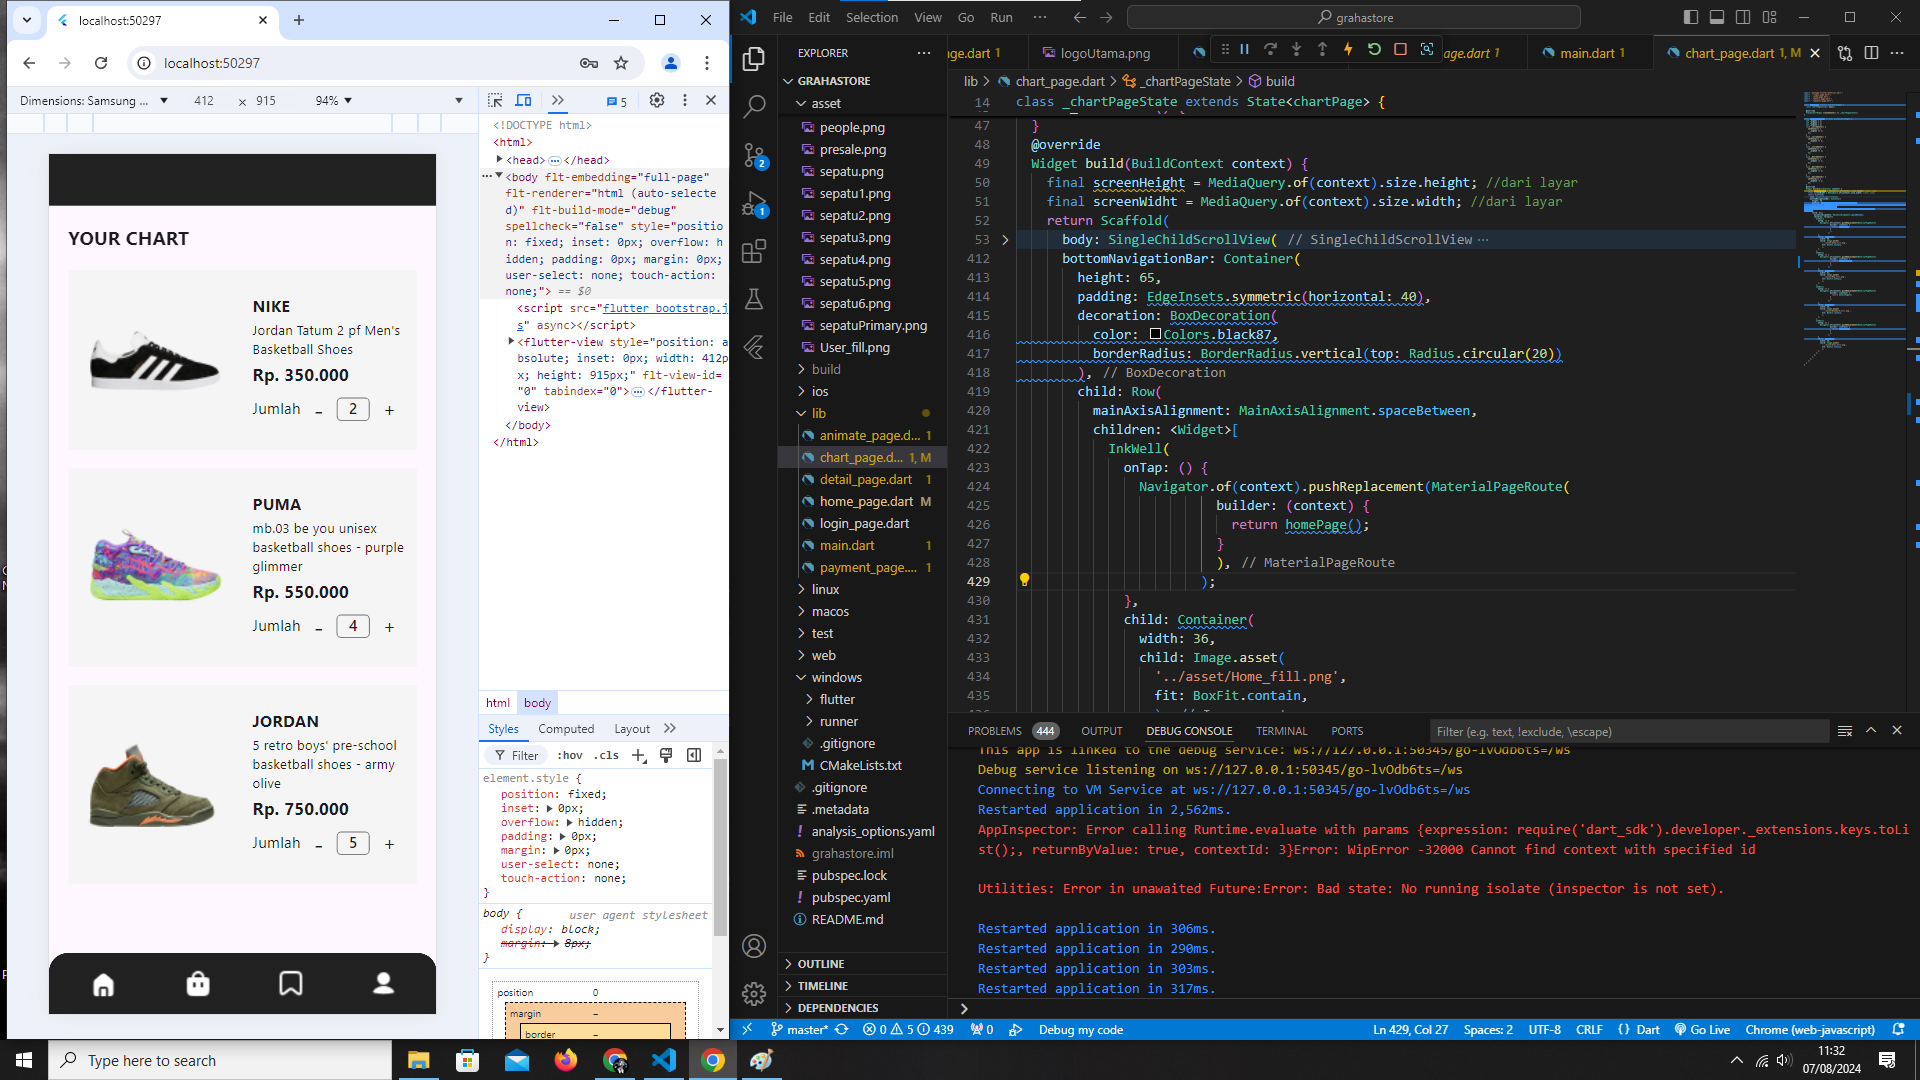 localhost:50297
localhost:50297
Dimensions: Samsung ...
412
×
915
94%
5
YOUR CHART
NIKE
Jordan Tatum 2 pf Men's
Basketball Shoes
Rp. 350.000
Jumlah - 2 +
PUMA
mb.03 be you unisex
basketball shoes - purple
glimmer
Rp. 550.000
Jumlah - 4 +
JORDAN
5 retro boys' pre-school
basketball shoes - army
olive
Rp. 750.000
Jumlah - 5 +
<!DOCTYPE html>
<html>
<head> ... </head>
<body flt-embedding="full-page"
flt-renderer="html (auto-selecte
d)" flt-build-mode="debug"
spellcheck="false" style="positio
n: fixed; inset: 0px; overflow: h
idden; padding: 0px; margin: 0px;
user-select: none; touch-action:
none;"> == $0
<script src="flutter_bootstrap.j
s" async></script>
<flutter-view style="position: a
bsolute; inset: 0px; width: 412p
x; height: 915px;" flt-view-id=
"0" tabindex="0"> ... </flutter-
view>
</body>
</html>
html body
Styles Computed Layout
Filter :hov .cls
element.style {
position: fixed;
inset: 0px;
overflow: hidden;
padding: 0px;
margin: 0px;
user-select: none;
touch-action: none;
}
body { user agent stylesheet
display: block;
margin: 8px;
}
position 0
margin –
border –
File Edit Selection View Go Run ...
grahastore
EXPLORER
GRAHASTORE
asset
people.png
presale.png
sepatu.png
sepatu1.png
sepatu2.png
sepatu3.png
sepatu4.png
sepatu5.png
sepatu6.png
sepatuPrimary.png
User_fill.png
build
ios
lib
animate_page.d... 1
chart_page.d... 1, M
detail_page.dart 1
home_page.dart M
login_page.dart
main.dart 1
payment_page.... 1
linux
macos
test
web
windows
flutter
runner
.gitignore
CMakeLists.txt
.gitignore
.metadata
analysis_options.yaml
grahastore.iml
pubspec.lock
pubspec.yaml
README.md
OUTLINE
TIMELINE
DEPENDENCIES
2
1
age.dart 1
logoUtama.png
age.dart 1
main.dart 1
chart_page.dart 1, M
lib > chart_page.dart > _chartPageState > build
14 class _chartPageState extends State<chartPage> {
47 }
48 @override
49 Widget build(BuildContext context) {
50 final screenHeight = MediaQuery.of(context).size.height; //dari layar
51 final screenWidht = MediaQuery.of(context).size.width; //dari layar
52 return Scaffold(
53 body: SingleChildScrollView( // SingleChildScrollView ...
412 bottomNavigationBar: Container(
413 height: 65,
414 padding: EdgeInsets.symmetric(horizontal: 40),
415 decoration: BoxDecoration(
416 color: Colors.black87,
417 borderRadius: BorderRadius.vertical(top: Radius.circular(20))
418 ), // BoxDecoration
419 child: Row(
420 mainAxisAlignment: MainAxisAlignment.spaceBetween,
421 children: <Widget>[
422 InkWell(
423 onTap: () {
424 Navigator.of(context).pushReplacement(MaterialPageRoute(
425 builder: (context) {
426 return homePage();
427 }
428 ), // MaterialPageRoute
429 );
430 },
431 child: Container(
432 width: 36,
433 child: Image.asset(
434 '../asset/Home_fill.png',
435 fit: BoxFit.contain,
PROBLEMS 444 OUTPUT DEBUG CONSOLE TERMINAL PORTS
Filter (e.g. text, !exclude, \escape)
This app is linked to the debug service: ws://127.0.0.1:50345/go-lvOdb6ts=/ws
Debug service listening on ws://127.0.0.1:50345/go-lvOdb6ts=/ws
Connecting to VM Service at ws://127.0.0.1:50345/go-lvOdb6ts=/ws
Restarted application in 2,562ms.
AppInspector: Error calling Runtime.evaluate with params {expression: require('dart_sdk').developer._extensions.keys.toLi
st();, returnByValue: true, contextId: 3}Error: WipError -32000 Cannot find context with specified id
Utilities: Error in unawaited Future:Error: Bad state: No running isolate (inspector is not set).
Restarted application in 306ms.
Restarted application in 290ms.
Restarted application in 303ms.
Restarted application in 317ms.
master* 0 5 439 0 Debug my code
Ln 429, Col 27 Spaces: 2 UTF-8 CRLF {} Dart Go Live Chrome (web-javascript)
Type here to search
11:32
07/08/2024